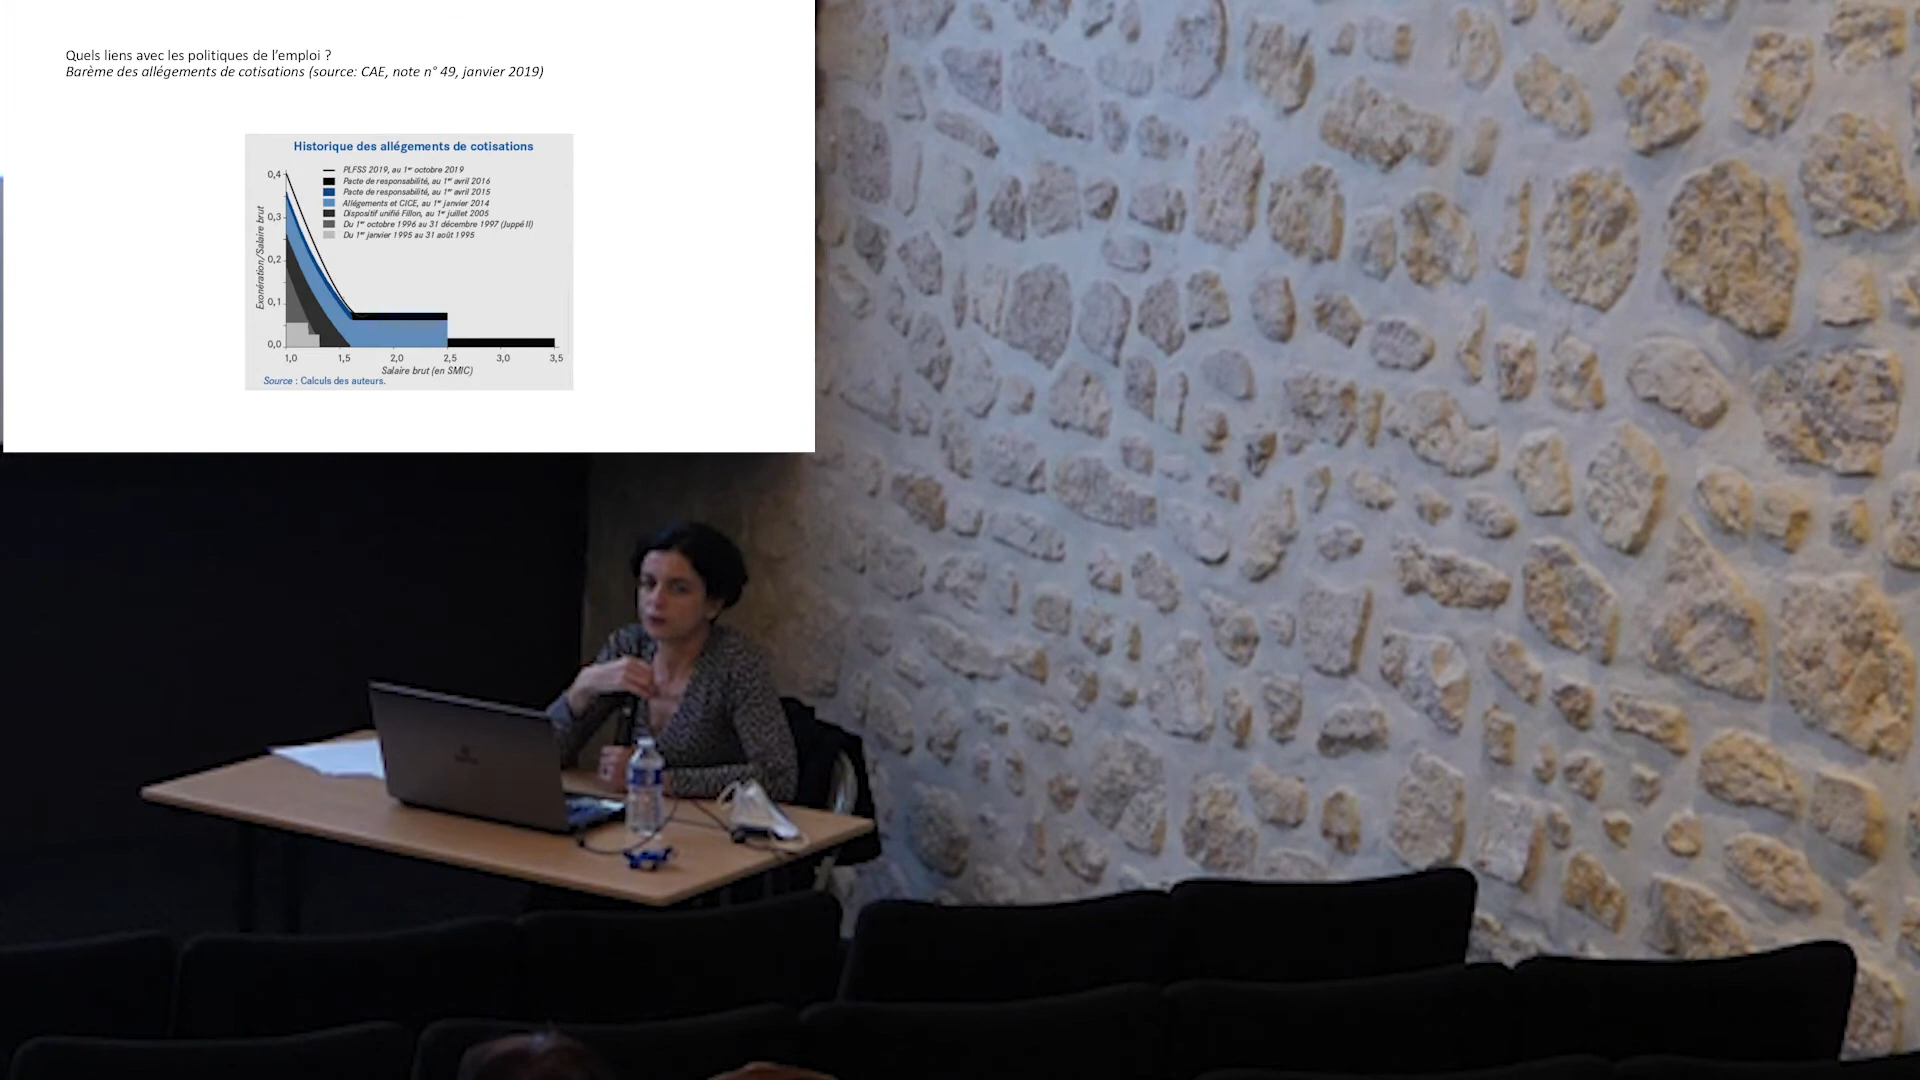 Quels liens avec les politiques de l'emploi ?
Barème des allégements de cotisations (source: CAE, note n° 49, janvier 2019)
Historique des allégements de cotisations
PLFSS 2019, au 1er octobre 2019
Pacte de responsabilité, au 1er avril 2016
Pacte de responsabilité, au 1er avril 2015
Allégements et CICE, au 1er janvier 2014
Dispositif unifié Fillon, au 1er juillet 2005
Du 1er octobre 1996 au 31 décembre 1997 (Juppé II)
Du 1er janvier 1995 au 31 août 1995
Exonération/Salaire brut
0,4
0,3
0,2
0,1
0,0
1,0 1,5 2,0 2,5 3,0 3,5
Salaire brut (en SMIC)
Source : Calculs des auteurs.